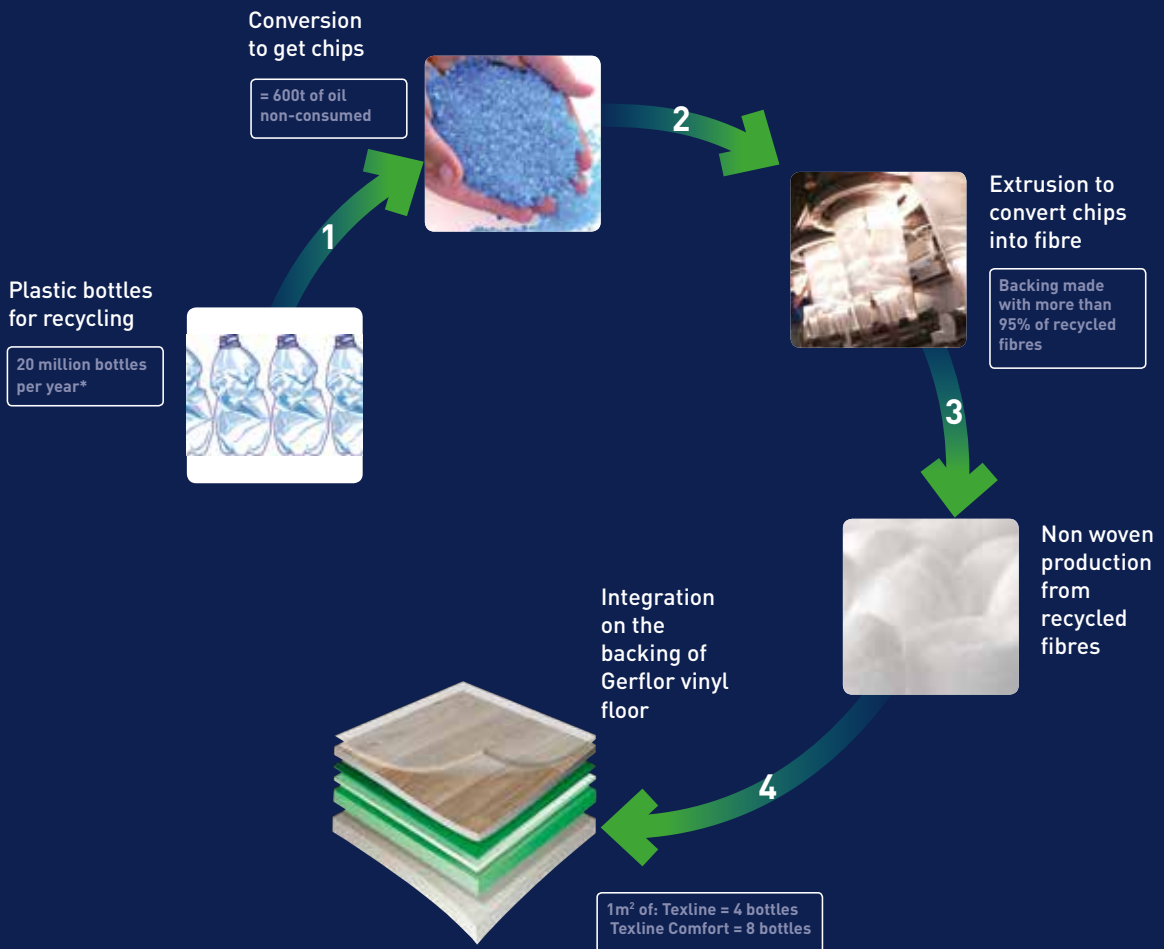 Conversion
to get chips
= 600t of oil
non-consumed
2
1
Extrusion to
convert chips
into fibre
Backing made
with more than
95% of recycled
fibres
Plastic bottles
for recycling
20 million bottles
per year*
3
Non woven
production
from
recycled
fibres
Integration
on the
backing of
Gerflor vinyl
floor
4
1m² of: Texline = 4 bottles
Texline Comfort = 8 bottles